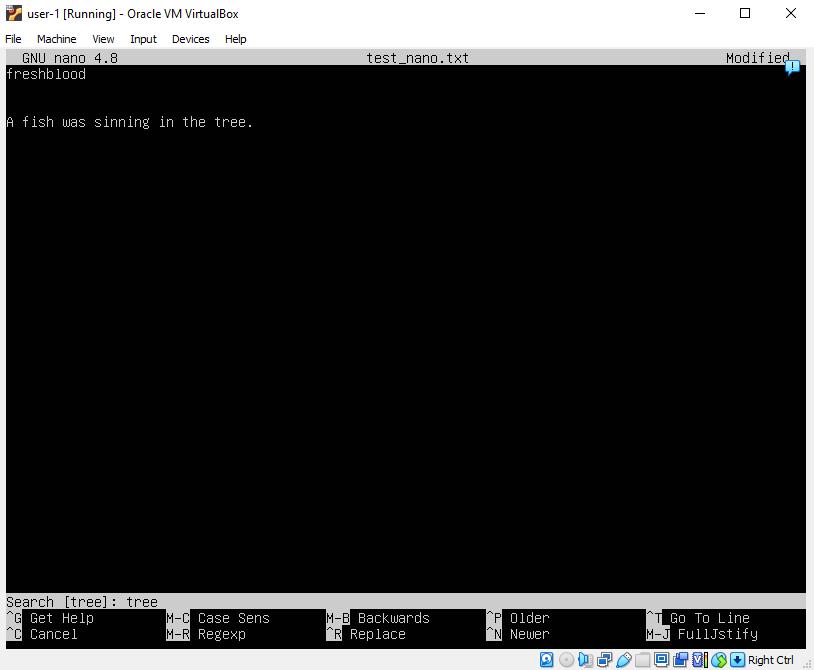 user-1 [Running] - Oracle VM VirtualBox
File Machine View Input Devices Help
GNU nano 4.8 test_nano.txt Modified
freshblood
A fish was sinning in the tree.
Search [tree]: tree
^G Get Help M-C Case Sens M-B Backwards ^P Older ^T Go To Line
^C Cancel M-R Regexp ^R Replace ^N Newer M-J FullJstify
Right Ctrl